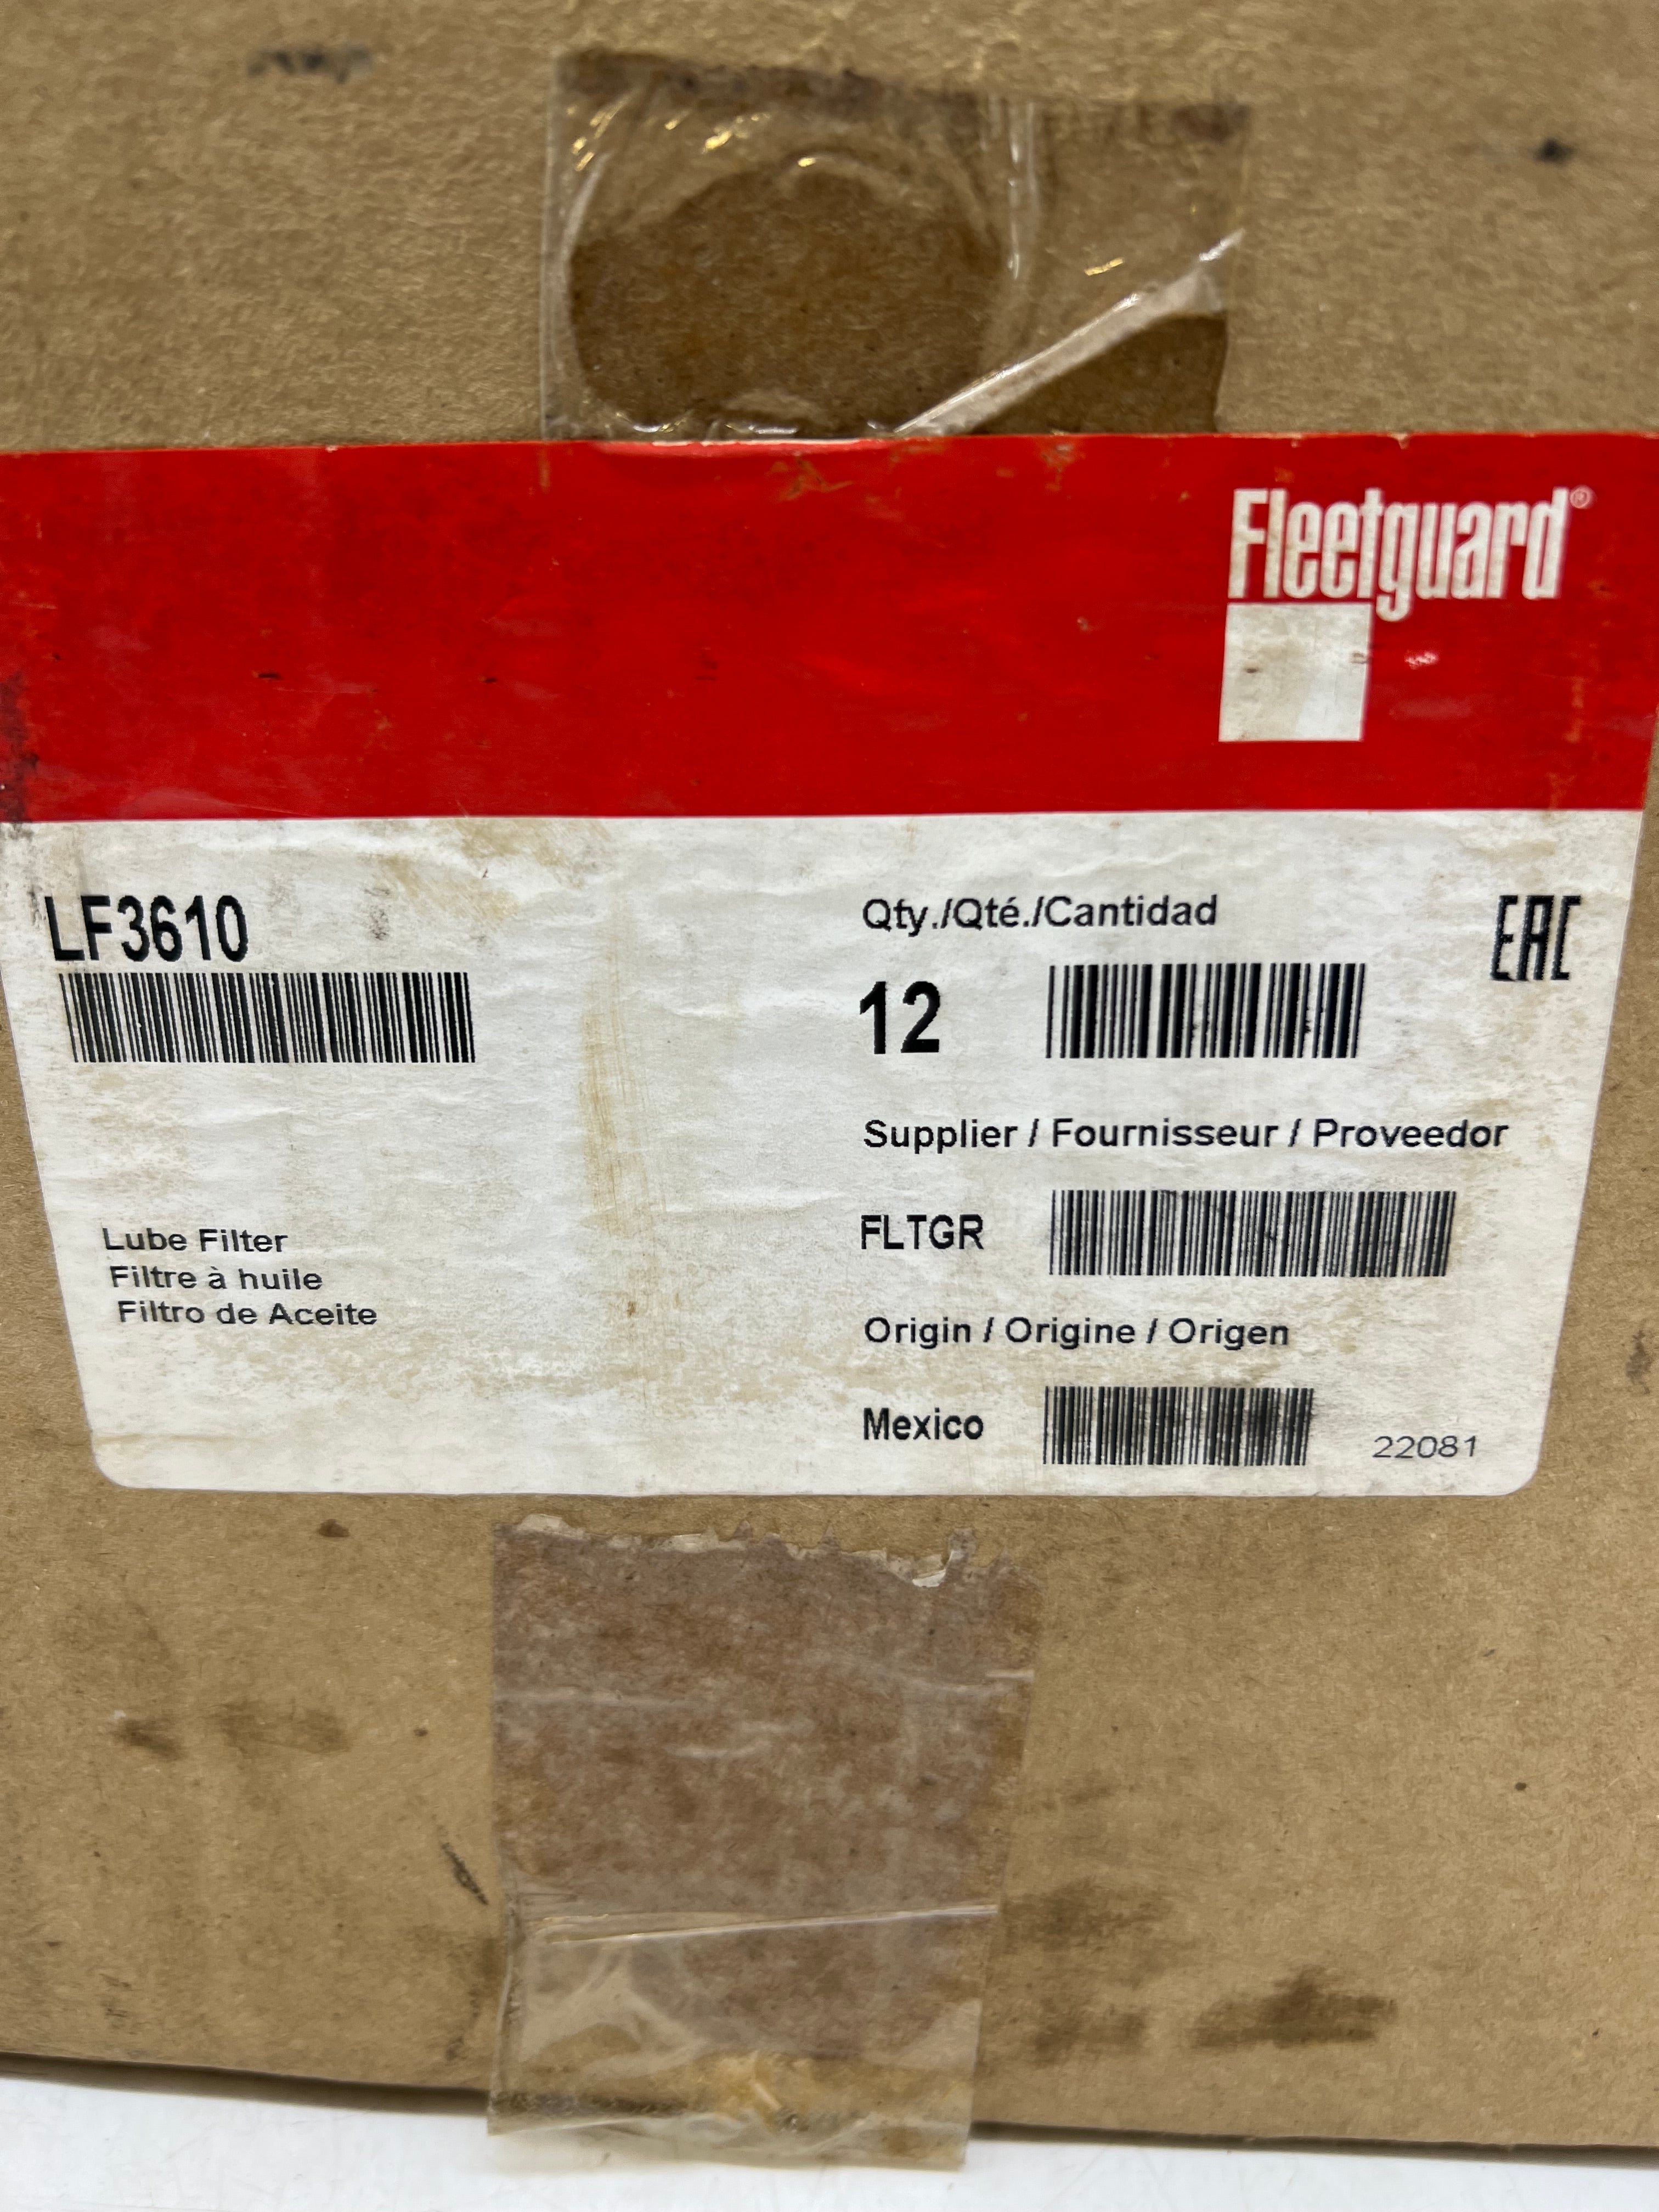 Fleetguard®
LF3610
Qty./Qté./Cantidad
EAC
12
Supplier / Fournisseur / Proveedor
FLTGR
Lube Filter
Filtre à huile
Filtro de Aceite
Origin / Origine / Origen
Mexico
22081